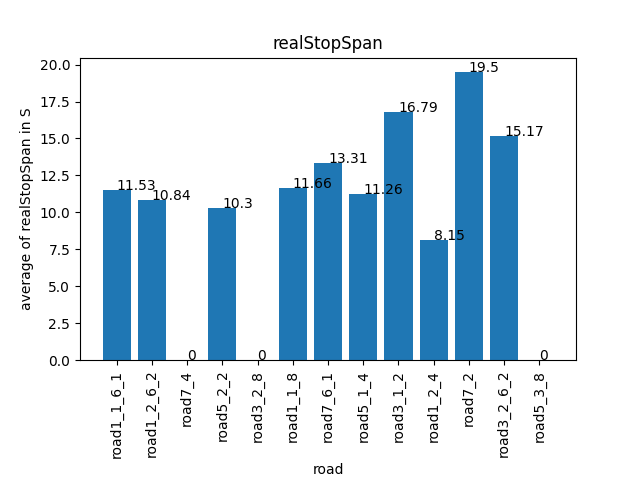 realStopSpan
average of realStopSpan in S
20.0
17.5
15.0
12.5
10.0
7.5
5.0
2.5
0.0
11.53
10.84
0
10.3
0
11.66
13.31
11.26
16.79
8.15
19.5
15.17
0
road1_1_6_1
road1_2_6_2
road7_4
road5_2_2
road3_2_8
road1_1_8
road7_6_1
road5_1_4
road3_1_2
road1_2_4
road7_2
road3_2_6_2
road5_3_8
road